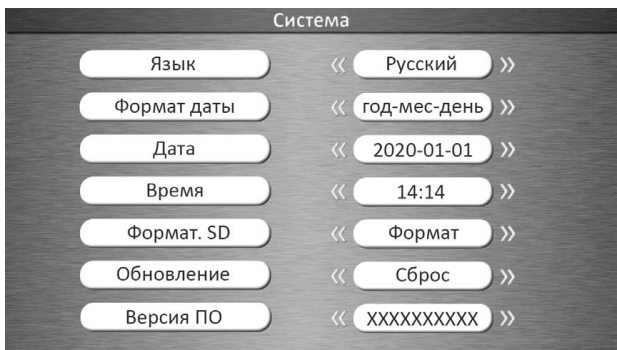 Система
Язык « Русский »
Формат даты « год-мес-день »
Дата « 2020-01-01 »
Время « 14:14 »
Формат. SD « Формат »
Обновление « Сброс »
Версия ПО « XXXXXXXXXX »